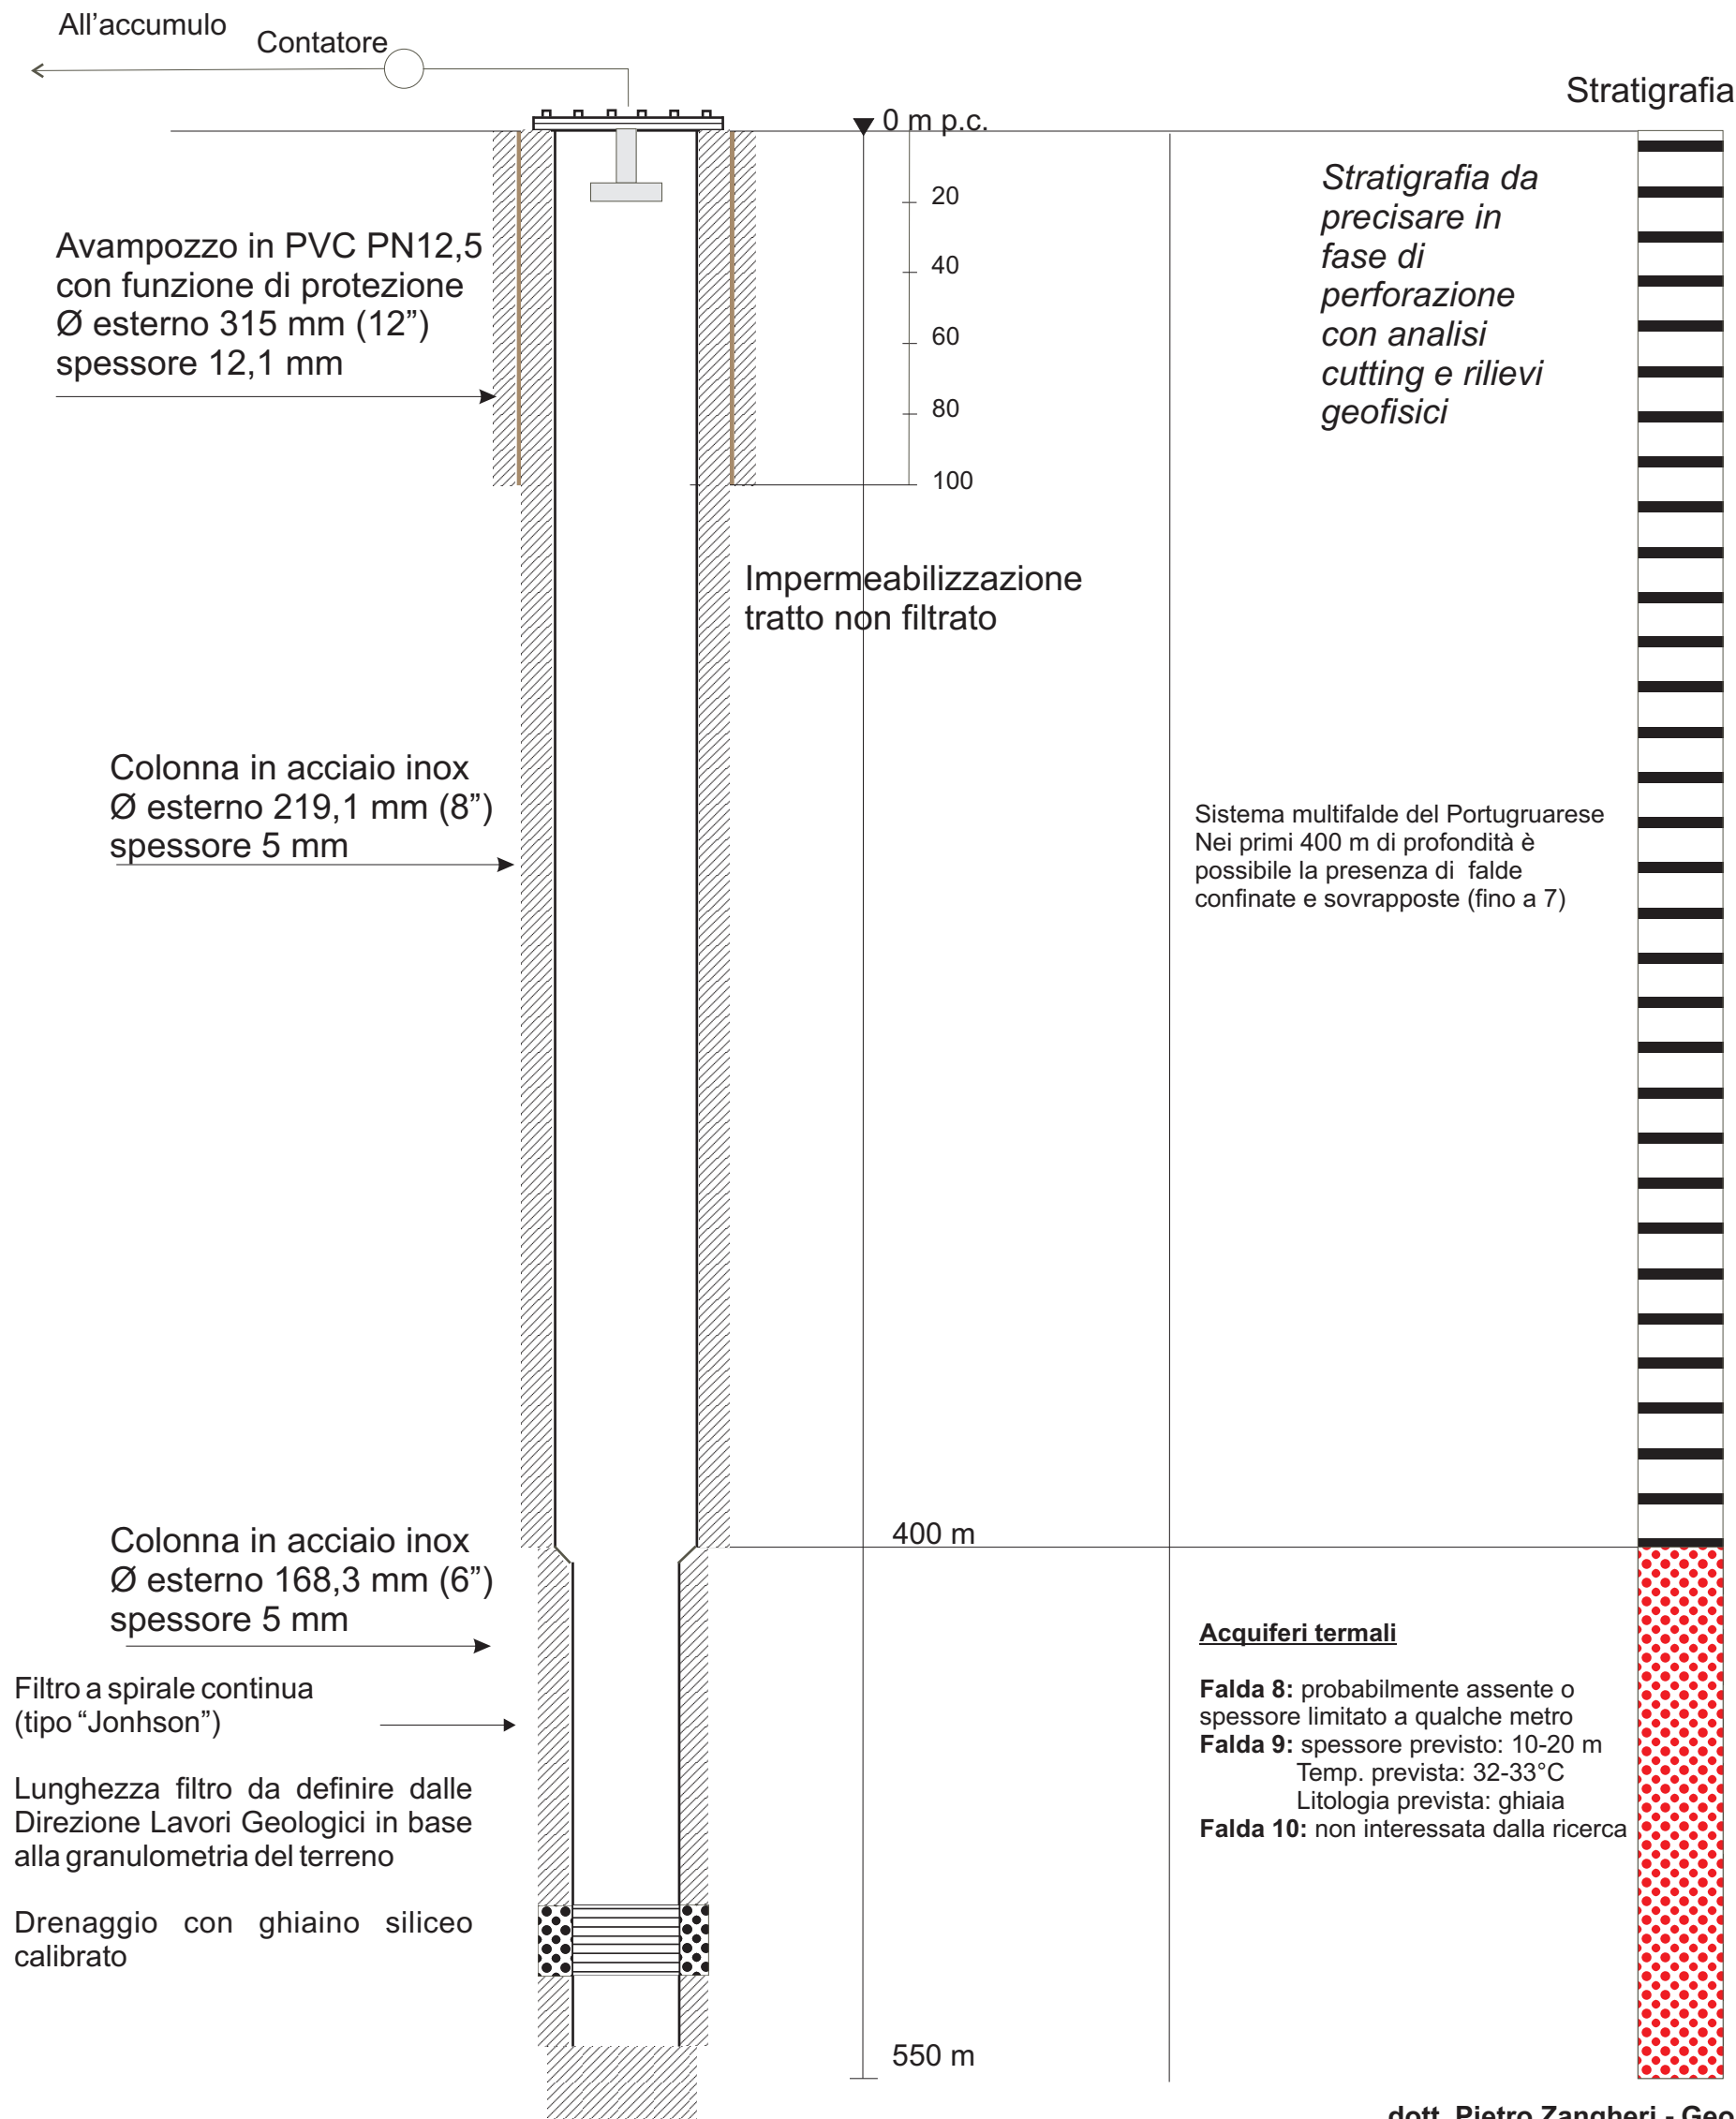 All’accumulo
Contatore
Stratigrafia
0 m p.c.
20
40
60
80
100
Stratigrafia da
precisare in
fase di
perforazione
con analisi
cutting e rilievi
geofisici
Avampozzo in PVC PN12,5
con funzione di protezione
Ø esterno 315 mm (12”)
spessore 12,1 mm
Impermeabilizzazione
tratto non filtrato
Colonna in acciaio inox
Ø esterno 219,1 mm (8”)
spessore 5 mm
Sistema multifalde del Portugruarese
Nei primi 400 m di profondità è
possibile la presenza di falde
confinate e sovrapposte (fino a 7)
400 m
Colonna in acciaio inox
Ø esterno 168,3 mm (6”)
spessore 5 mm
Filtro a spirale continua
(tipo “Jonhson”)
Lunghezza filtro da definire dalle
Direzione Lavori Geologici in base
alla granulometria del terreno
Drenaggio con ghiaino siliceo
calibrato
Acquiferi termali
Falda 8: probabilmente assente o
spessore limitato a qualche metro
Falda 9: spessore previsto: 10-20 m
Temp. prevista: 32-33°C
Litologia prevista: ghiaia
Falda 10: non interessata dalla ricerca
550 m
dott. Pietro Zangheri - Geo